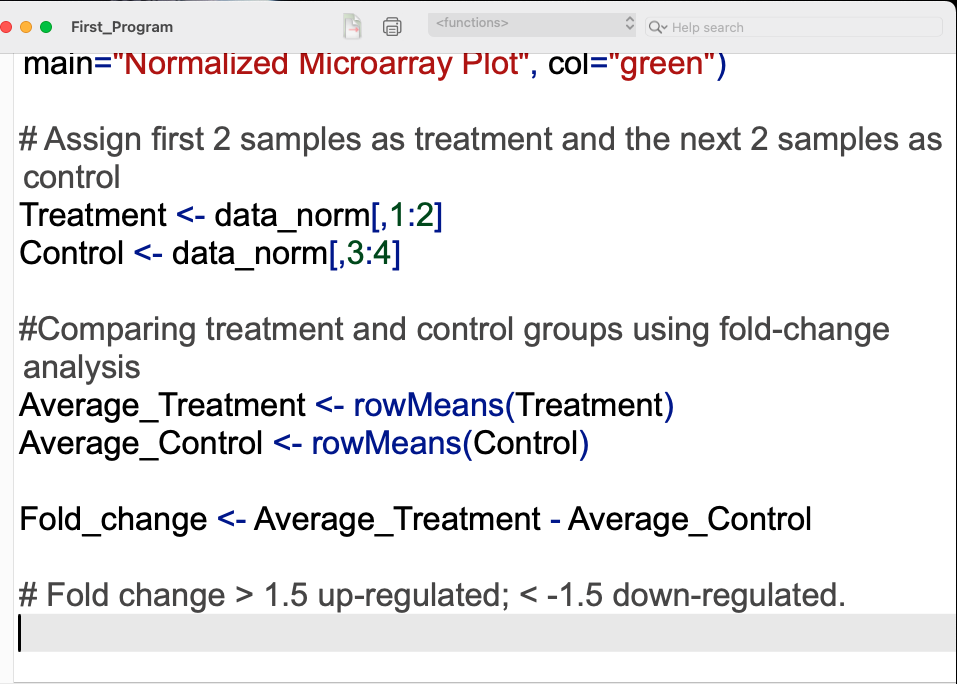 First_Program
<functions>
Help search
main="Normalized Microarray Plot", col="green")
# Assign first 2 samples as treatment and the next 2 samples as
control
Treatment <- data_norm[,1:2]
Control <- data_norm[,3:4]
#Comparing treatment and control groups using fold-change
analysis
Average_Treatment <- rowMeans(Treatment)
Average_Control <- rowMeans(Control)
Fold_change <- Average_Treatment - Average_Control
# Fold change > 1.5 up-regulated; < -1.5 down-regulated.